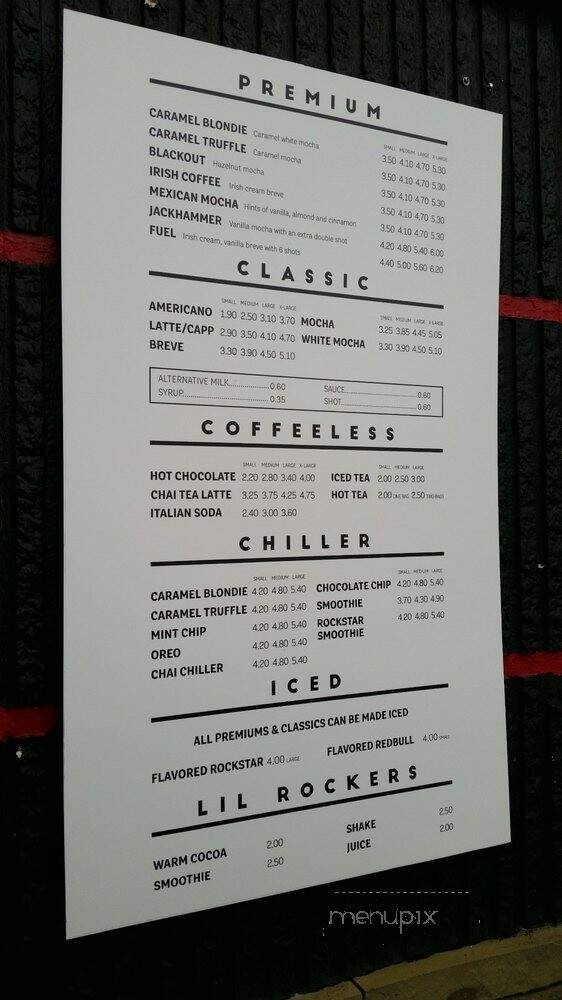 PREMIUM
SMALL MEDIUM LARGE X-LARGE
CARAMEL BLONDIE Caramel white mocha 3.50 4.10 4.70 5.30
CARAMEL TRUFFLE Caramel mocha 3.50 4.10 4.70 5.30
BLACKOUT Hazelnut mocha 3.50 4.10 4.70 5.30
IRISH COFFEE Irish cream breve 3.50 4.10 4.70 5.30
MEXICAN MOCHA Hints of vanilla, almond and cinnamon 3.50 4.10 4.70 5.30
JACKHAMMER Vanilla mocha with an extra double shot 4.20 4.80 5.40 6.00
FUEL Irish cream, vanilla breve with 6 shots 4.40 5.00 5.60 6.20
CLASSIC
SMALL MEDIUM LARGE X-LARGE SMALL MEDIUM LARGE X-LARGE
AMERICANO 1.90 2.50 3.10 3.70 MOCHA 3.25 3.85 4.45 5.05
LATTE/CAPP 2.90 3.50 4.10 4.70 WHITE MOCHA 3.30 3.90 4.50 5.10
BREVE 3.30 3.90 4.50 5.10
ALTERNATIVE MILK....................0.60 SAUCE....................0.60
SYRUP....................0.35 SHOT....................0.60
COFFEELESS
SMALL MEDIUM LARGE X-LARGE SMALL MEDIUM LARGE
HOT CHOCOLATE 2.20 2.80 3.40 4.00 ICED TEA 2.00 2.50 3.00
CHAI TEA LATTE 3.25 3.75 4.25 4.75 HOT TEA 2.00 ONE BAG 2.50 TWO BAGS
ITALIAN SODA 2.40 3.00 3.60
CHILLER
SMALL MEDIUM LARGE SMALL MEDIUM LARGE
CARAMEL BLONDIE 4.20 4.80 5.40 CHOCOLATE CHIP 4.20 4.80 5.40
CARAMEL TRUFFLE 4.20 4.80 5.40 SMOOTHIE 3.70 4.30 4.90
MINT CHIP 4.20 4.80 5.40 ROCKSTAR SMOOTHIE 4.20 4.80 5.40
OREO 4.20 4.80 5.40
CHAI CHILLER 4.20 4.80 5.40
ICED
ALL PREMIUMS & CLASSICS CAN BE MADE ICED
FLAVORED ROCKSTAR 4.00 LARGE FLAVORED REDBULL 4.00 SMALL
LIL ROCKERS
WARM COCOA 2.00 SHAKE 2.50
SMOOTHIE 2.50 JUICE 2.00
menupix